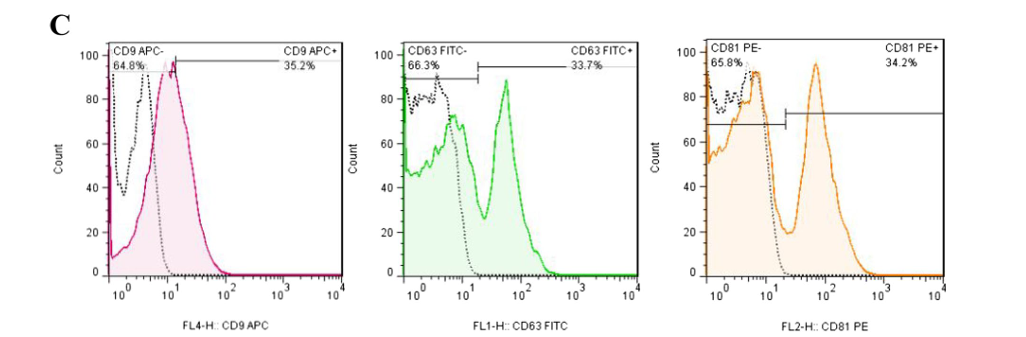 C
CD9 APC- CD9 APC+
64.8% 35.2%
100
80
60
40
20
0
Count
10^0 10^1 10^2 10^3 10^4
FL4-H:: CD9 APC
CD63 FITC- CD63 FITC+
66.3% 33.7%
100
80
60
40
20
0
Count
10^0 10^1 10^2 10^3 10^4
FL1-H:: CD63 FITC
CD81 PE- CD81 PE+
65.8% 34.2%
100
80
60
40
20
0
Count
10^0 10^1 10^2 10^3 10^4
FL2-H:: CD81 PE